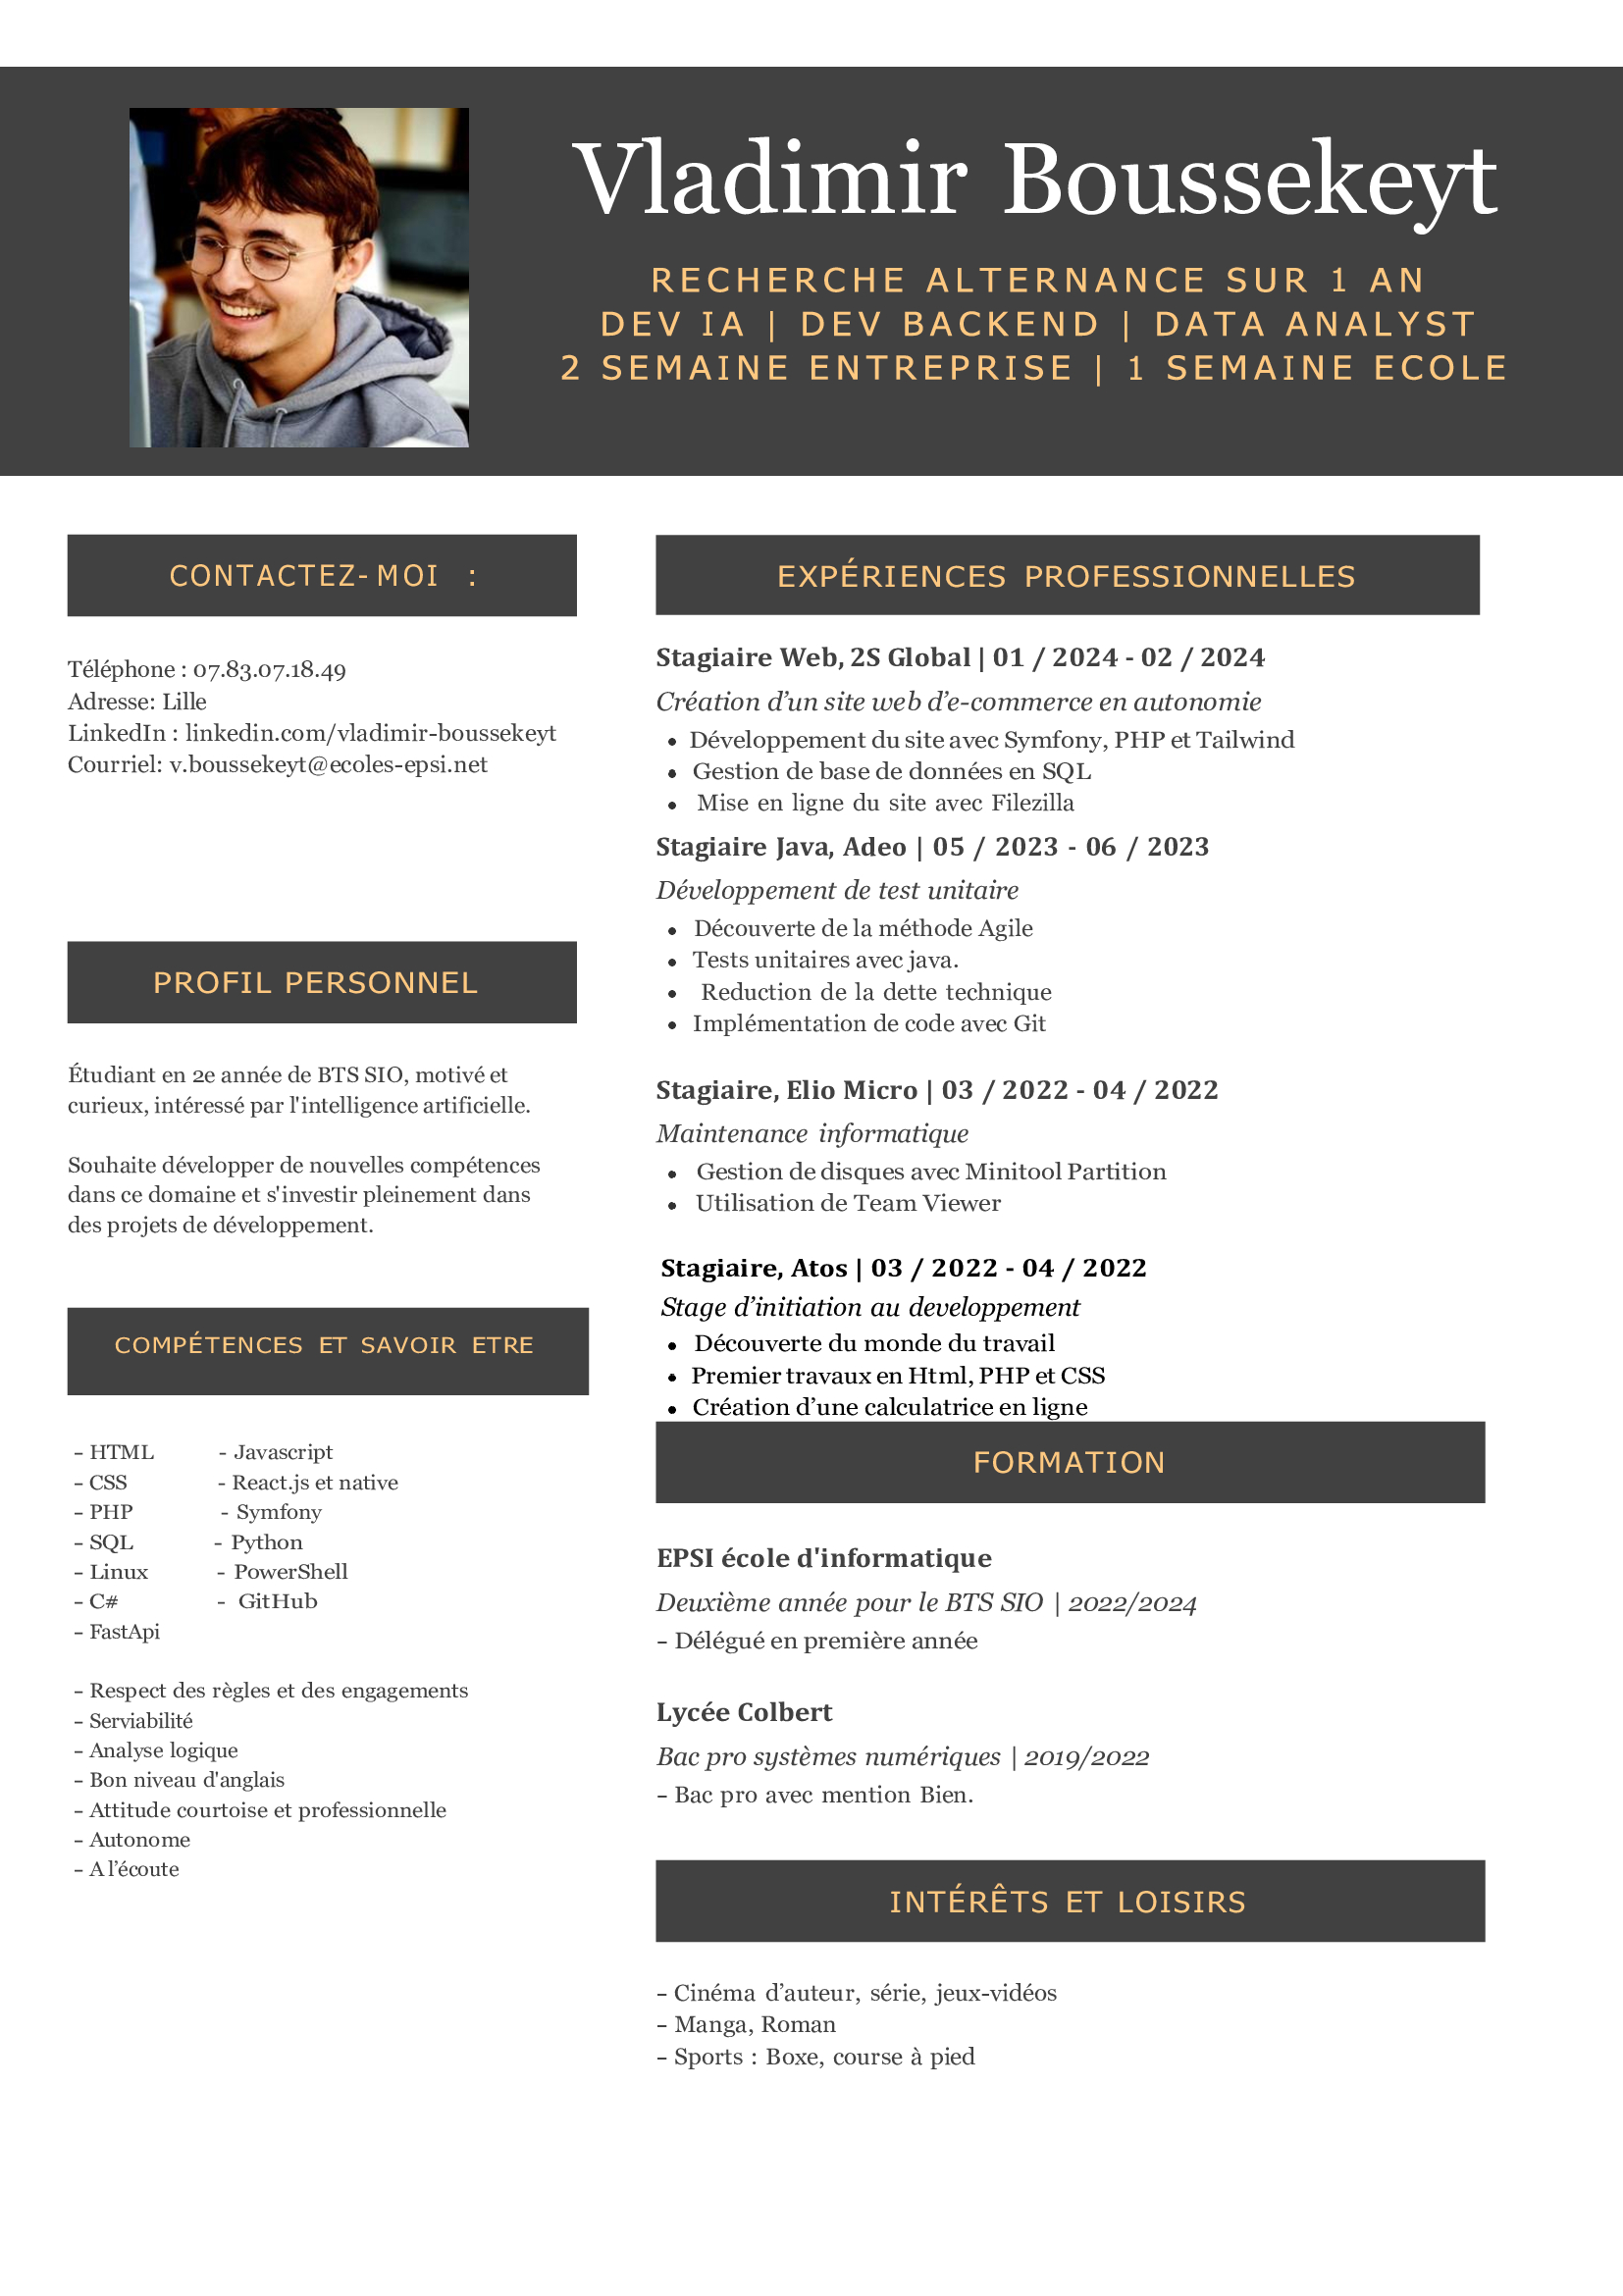 Vladimir Boussekeyt
RECHERCHE ALTERNANCE SUR 1 AN
DEV IA | DEV BACKEND | DATA ANALYST
2 SEMAINE ENTREPRISE | 1 SEMAINE ECOLE
CONTACTEZ-MOI :
Téléphone : 07.83.07.18.49
Adresse: Lille
LinkedIn : linkedin.com/vladimir-boussekeyt
Courriel: v.boussekeyt@ecoles-epsi.net
PROFIL PERSONNEL
Étudiant en 2e année de BTS SIO, motivé et
curieux, intéressé par l'intelligence artificielle.
Souhaite développer de nouvelles compétences
dans ce domaine et s'investir pleinement dans
des projets de développement.
COMPÉTENCES ET SAVOIR ETRE
- HTML - Javascript
- CSS - React.js et native
- PHP - Symfony
- SQL - Python
- Linux - PowerShell
- C# - GitHub
- FastApi
- Respect des règles et des engagements
- Serviabilité
- Analyse logique
- Bon niveau d'anglais
- Attitude courtoise et professionnelle
- Autonome
- A l’écoute
EXPÉRIENCES PROFESSIONNELLES
Stagiaire Web, 2S Global | 01 / 2024 - 02 / 2024
Création d’un site web d’e-commerce en autonomie
• Développement du site avec Symfony, PHP et Tailwind
• Gestion de base de données en SQL
• Mise en ligne du site avec Filezilla
Stagiaire Java, Adeo | 05 / 2023 - 06 / 2023
Développement de test unitaire
• Découverte de la méthode Agile
• Tests unitaires avec java.
• Reduction de la dette technique
• Implémentation de code avec Git
Stagiaire, Elio Micro | 03 / 2022 - 04 / 2022
Maintenance informatique
• Gestion de disques avec Minitool Partition
• Utilisation de Team Viewer
Stagiaire, Atos | 03 / 2022 - 04 / 2022
Stage d’initiation au developpement
• Découverte du monde du travail
• Premier travaux en Html, PHP et CSS
• Création d’une calculatrice en ligne
FORMATION
EPSI école d'informatique
Deuxième année pour le BTS SIO | 2022/2024
- Délégué en première année
Lycée Colbert
Bac pro systèmes numériques | 2019/2022
- Bac pro avec mention Bien.
INTÉRÊTS ET LOISIRS
- Cinéma d’auteur, série, jeux-vidéos
- Manga, Roman
- Sports : Boxe, course à pied